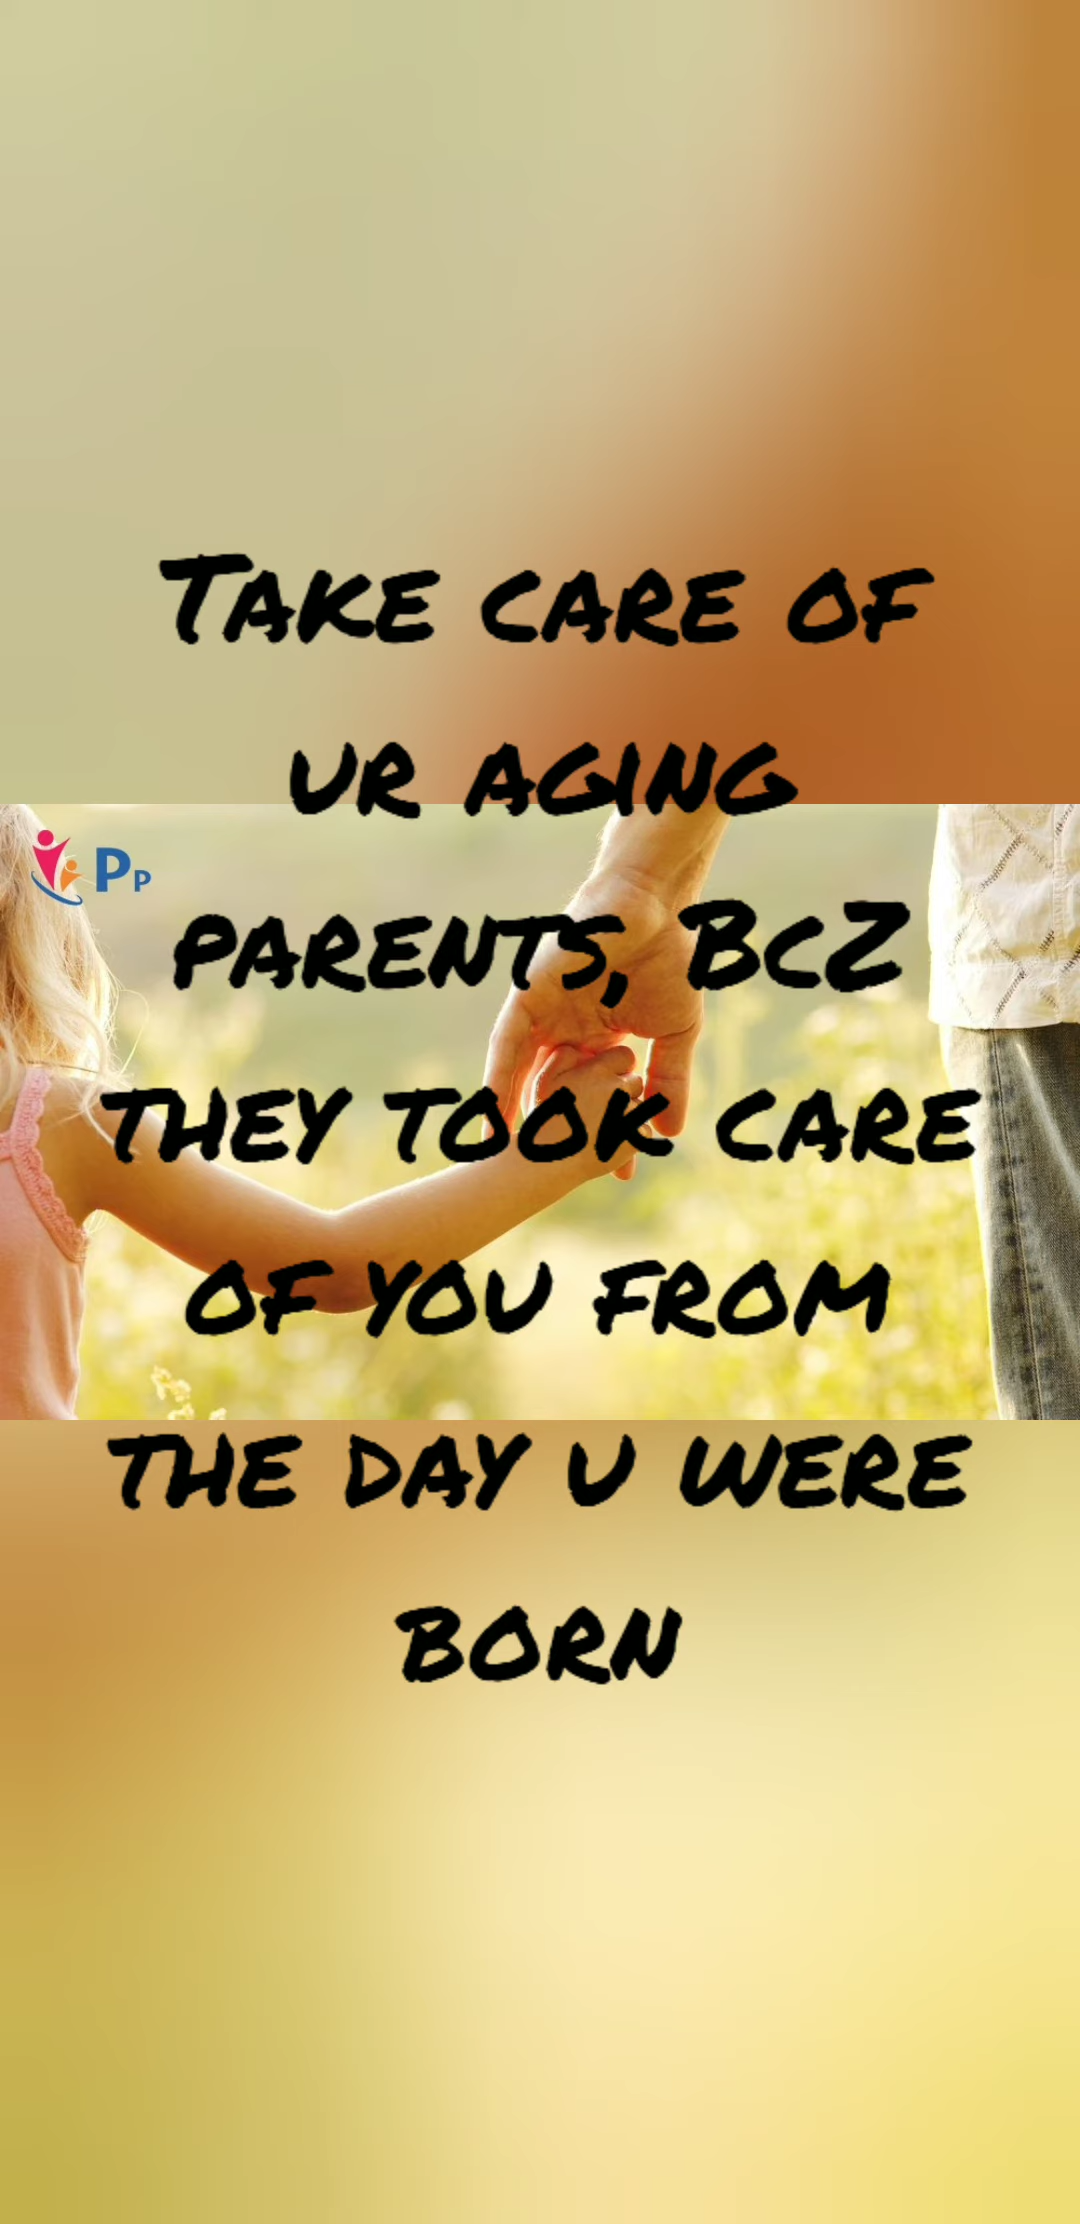 Take care of
ur aging
Pp
parents, BcZ
they took care
of you from
the day u were
born